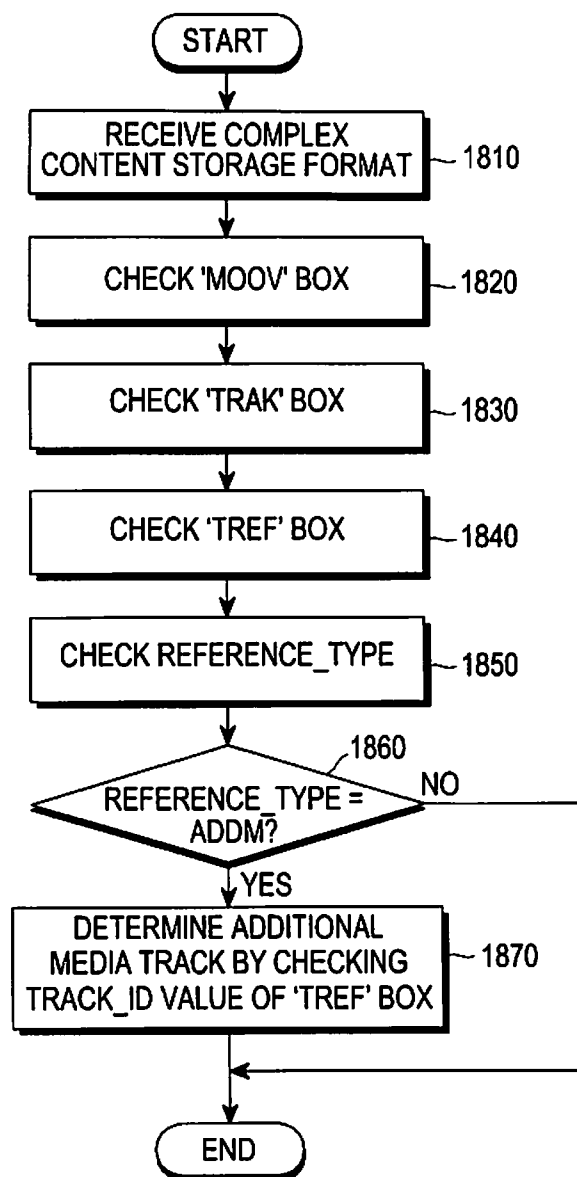 START
RECEIVE COMPLEX
CONTENT STORAGE FORMAT
1810
CHECK 'MOOV' BOX
1820
CHECK 'TRAK' BOX
1830
CHECK ‘TREF’ BOX
1840
CHECK REFERENCE_TYPE
1850
1860
REFERENCE_TYPE =
ADDM?
NO
YES
DETERMINE ADDITIONAL
MEDIA TRACK BY CHECKING
TRACK_ID VALUE OF ‘TREF’ BOX
1870
END